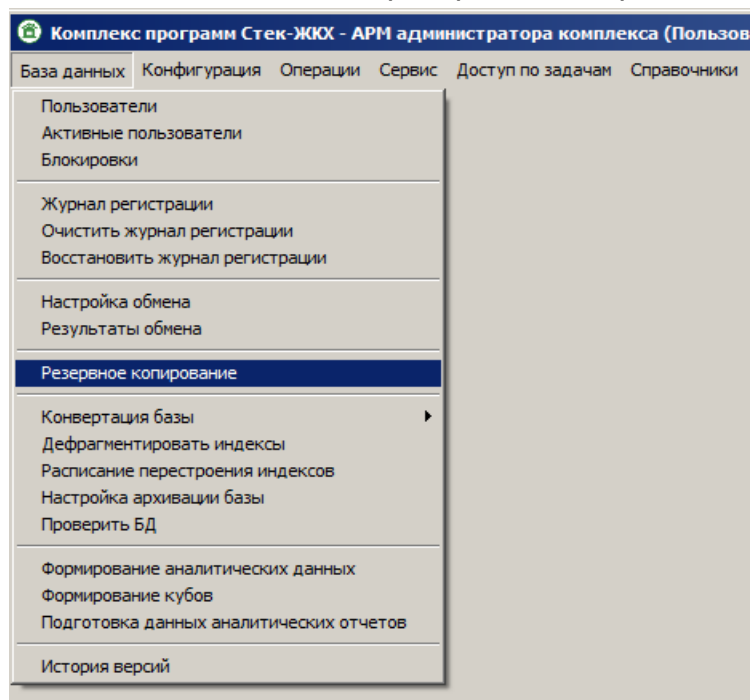 Комплекс программ Стек-ЖКХ - АРМ администратора комплекса (Пользов
База данных Конфигурация Операции Сервис Доступ по задачам Справочники
Пользователи
Активные пользователи
Блокировки
Журнал регистрации
Очистить журнал регистрации
Восстановить журнал регистрации
Настройка обмена
Результаты обмена
Резервное копирование
Конвертация базы
Дефрагментировать индексы
Расписание перестроения индексов
Настройка архивации базы
Проверить БД
Формирование аналитических данных
Формирование кубов
Подготовка данных аналитических отчетов
История версий